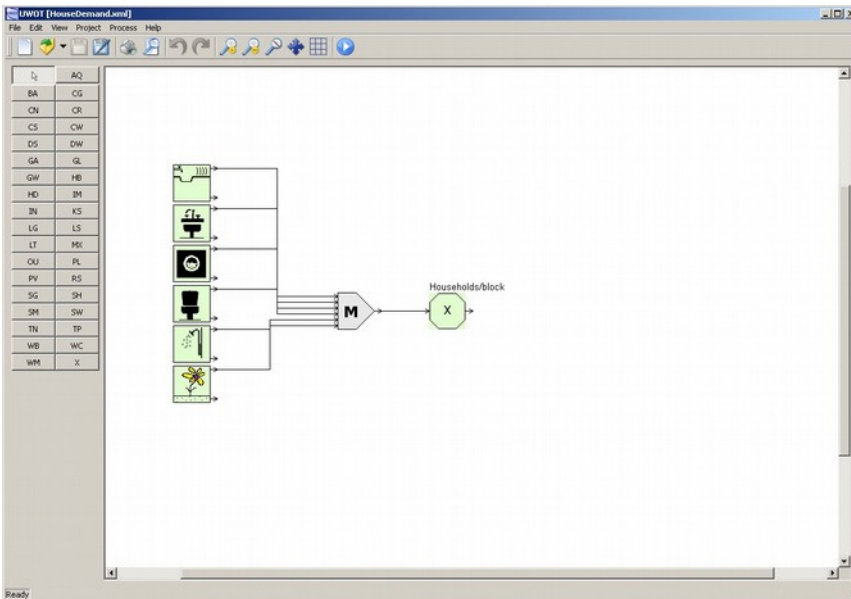 UWOT [HouseDemand.xml]
File Edit View Project Process Help
AQ
BA CG
CN CR
CS CW
DS DW
GA GL
GW HB
HD IM
IN KS
LG LS
LT MX
OU PL
PV RS
SG SH
SM SW
TN TP
WB WC
WM X
Households/block
M X
Ready